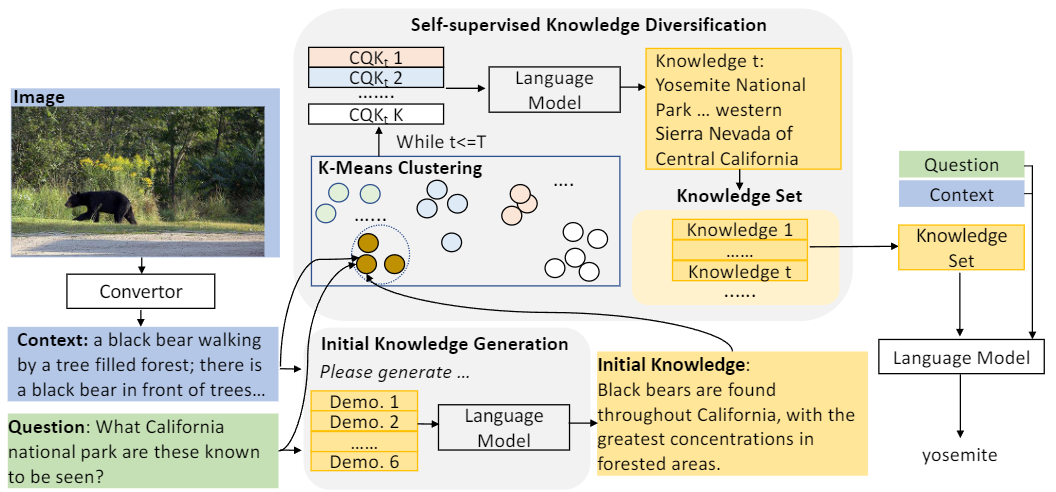 Self-supervised Knowledge Diversification
CQKt 1
CQKt 2
.......
CQKt K
Language
Model
Knowledge t:
Yosemite National
Park ... western
Sierra Nevada of
Central California
While t<=T
K-Means Clustering
....
......
Knowledge Set
Knowledge 1
......
Knowledge t
......
Image
Convertor
Context: a black bear walking
by a tree filled forest; there is
a black bear in front of trees...
Question: What California
national park are these known
to be seen?
Initial Knowledge Generation
Please generate ...
Demo. 1
Demo. 2
......
Demo. 6
Language
Model
Initial Knowledge:
Black bears are found
throughout California, with the
greatest concentrations in
forested areas.
Question
Context
Knowledge
Set
Language Model
yosemite